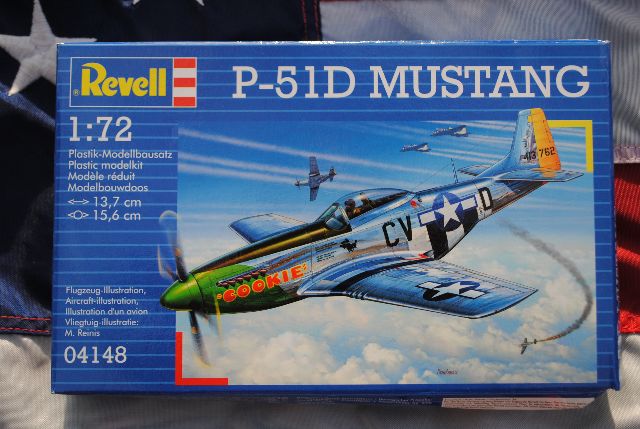 Revell
P-51D MUSTANG
1:72
Plastik-Modellbausatz
Plastic modelkit
Modèle réduit
Modelbouwdoos
13,7 cm
15,6 cm
Flugzeug-Illustration,
Aircraft-illustration,
Illustration d'un avion
Vliegtuig-illustratie:
M. Reinis
04148
413762
CV D
COOKIE